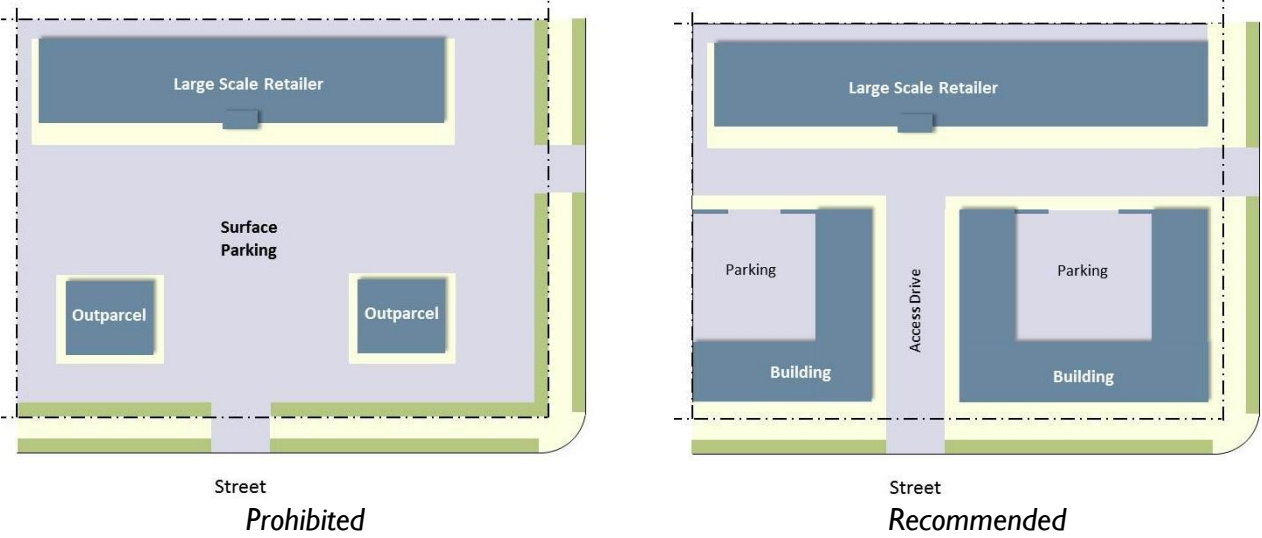 Large Scale Retailer
Surface
Parking
Outparcel
Outparcel
Street
Prohibited
Large Scale Retailer
Parking
Access Drive
Parking
Building
Building
Street
Recommended